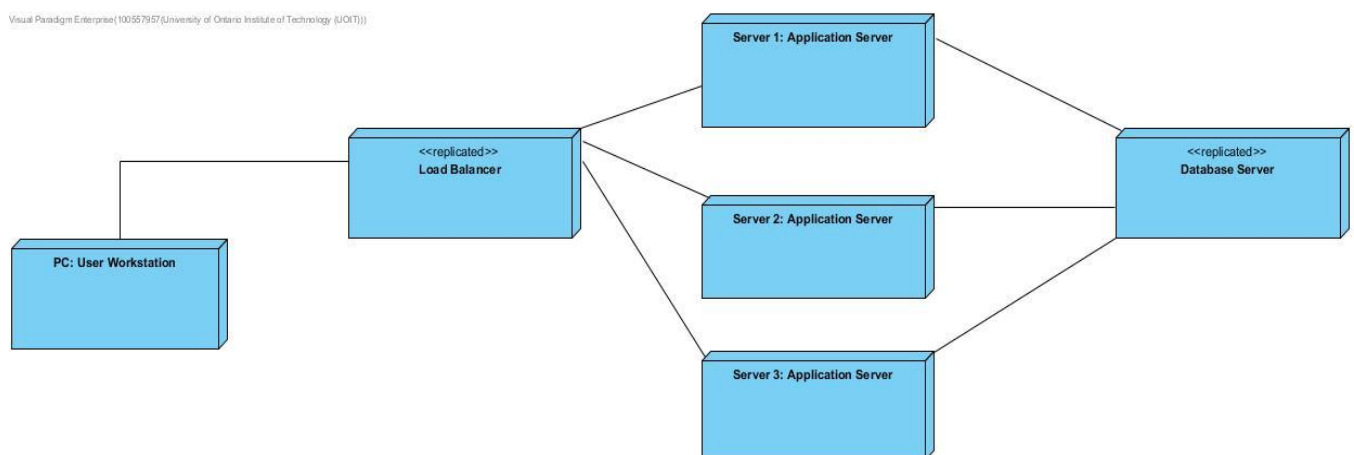 Visual Paradigm Enterprise(100557957(University of Ontario Institute of Technology (UOIT)))
Server 1: Application Server
<<replicated>>
Load Balancer
<<replicated>>
Database Server
Server 2: Application Server
PC: User Workstation
Server 3: Application Server